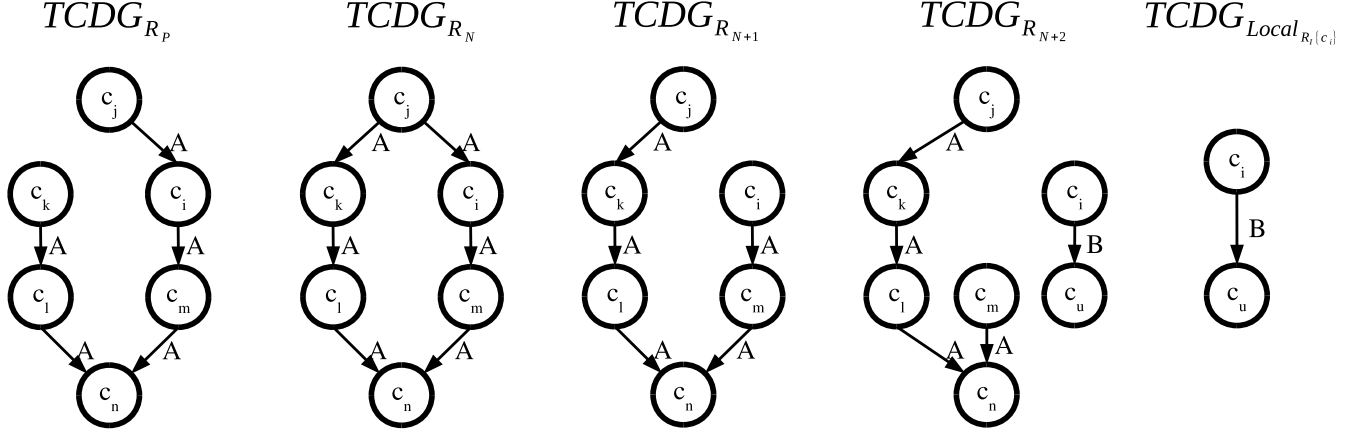 TCDG_{R_P} TCDG_{R_N} TCDG_{R_{N+1}} TCDG_{R_{N+2}} TCDG_{Local_{R_I{c_i}}}
c_j c_j c_j c_j
A A A A A
c_i
c_k c_i c_k c_i c_k c_i c_k c_i
B
A A A A A A A B
c_l c_m c_l c_m c_l c_m c_l c_m c_u c_u
A A A A A A A A
c_n c_n c_n c_n